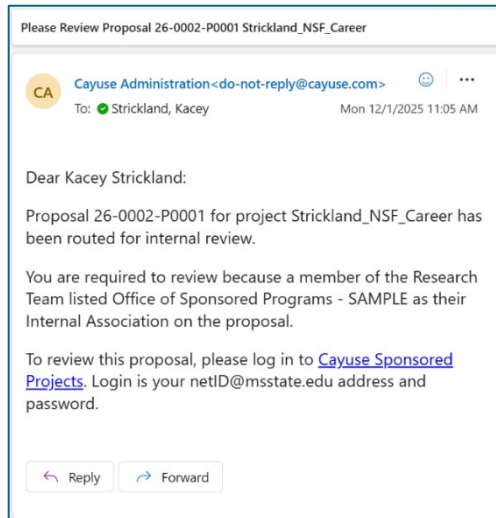 Please Review Proposal 26-0002-P0001 Strickland_NSF_Career
CA
Cayuse Administration<do-not-reply@cayuse.com>
To: Strickland, Kacey
Mon 12/1/2025 11:05 AM
Dear Kacey Strickland:
Proposal 26-0002-P0001 for project Strickland_NSF_Career has
been routed for internal review.
You are required to review because a member of the Research
Team listed Office of Sponsored Programs - SAMPLE as their
Internal Association on the proposal.
To review this proposal, please log in to Cayuse Sponsored
Projects. Login is your netID@msstate.edu address and
password.
Reply
Forward